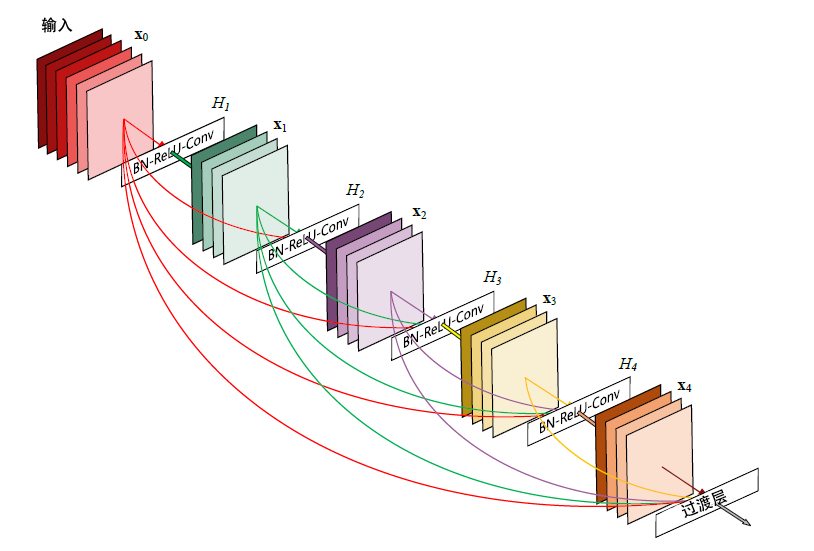 输入
x₀
H₁
BN-ReLU-Conv
x₁
H₂
BN-ReLU-Conv
x₂
H₃
BN-ReLU-Conv
x₃
H₄
BN-ReLU-Conv
x₄
过渡层